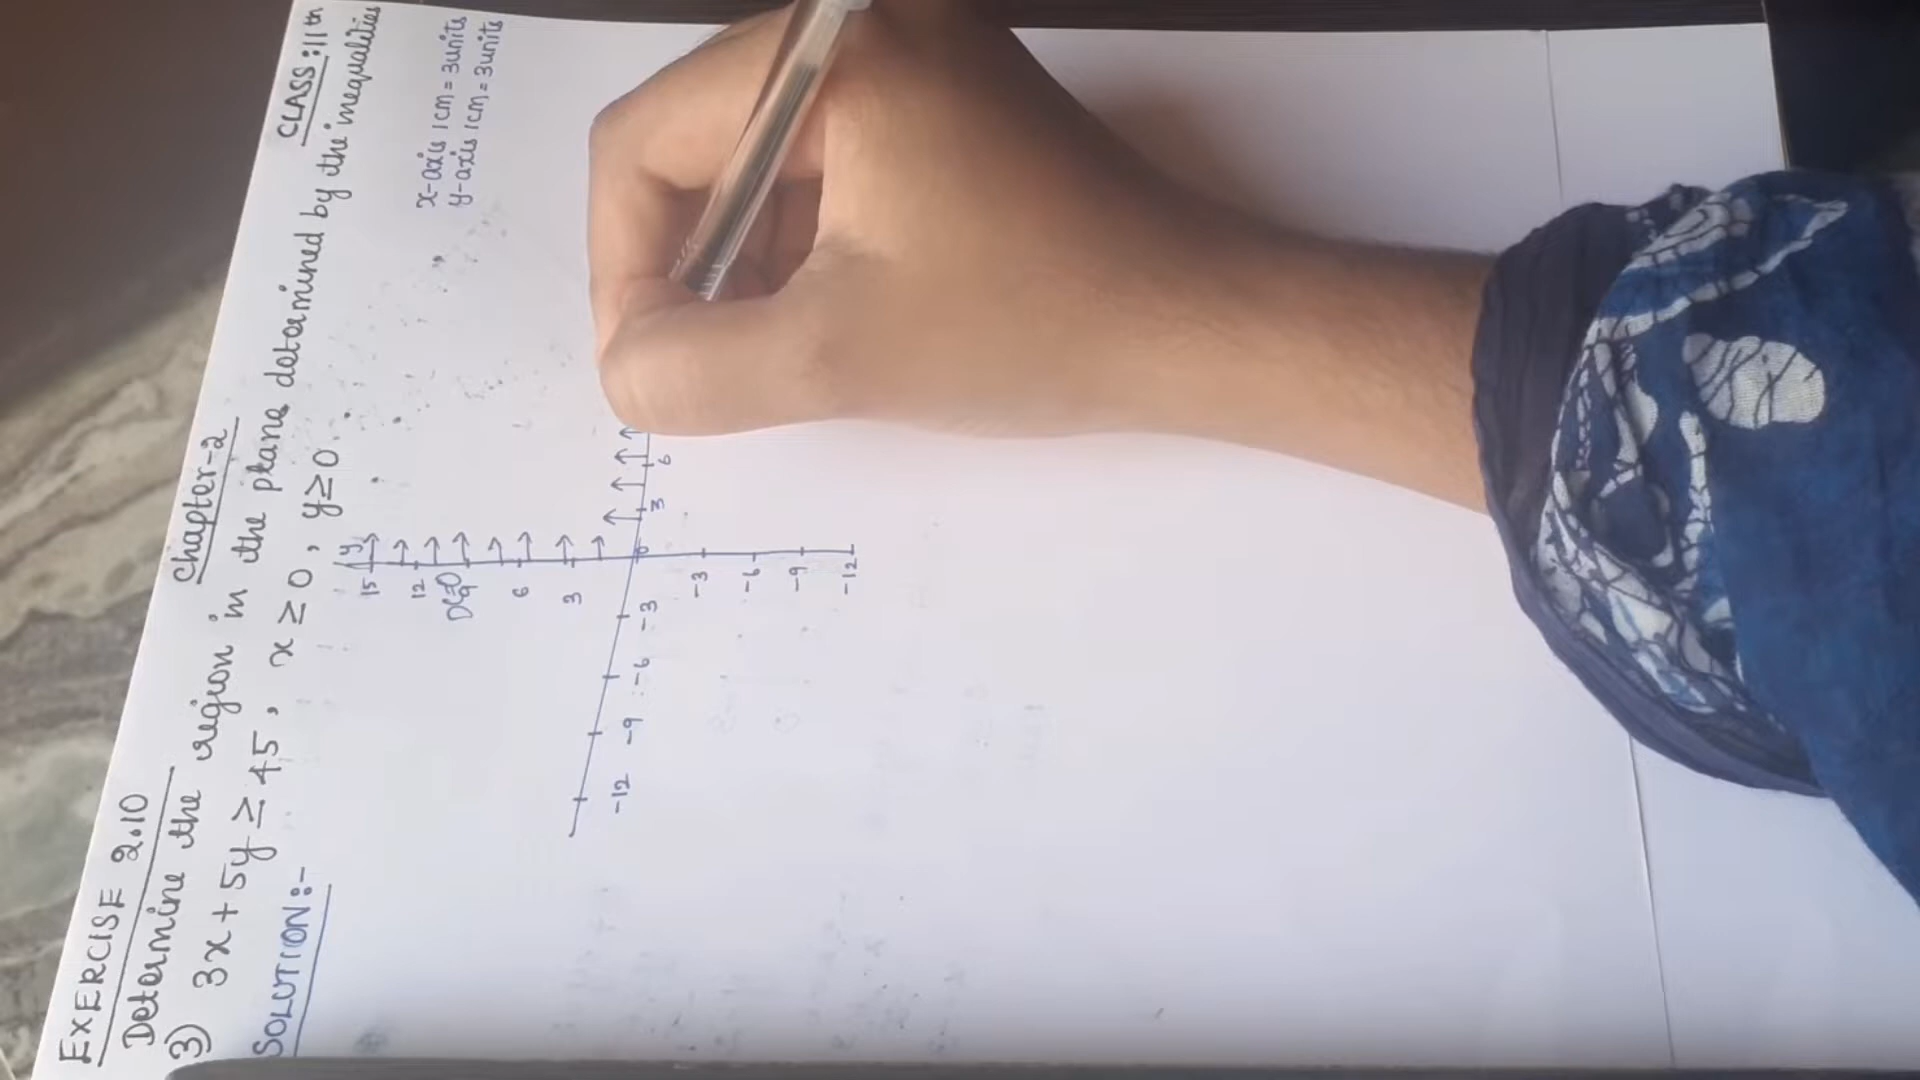 CLASS:11th
Chapter-2
EXERCISE 2.10
Determine the region in the plane determined by the inequalities
3) 3x+5y≥45, x≥0, y≥0
SOLUTION:-
x-axis 1cm=3units
y-axis 1cm=3units
y
15
12
x=0
9
6
3
-12 -9 -6 -3 0 3 6
-3
-6
-9
-12